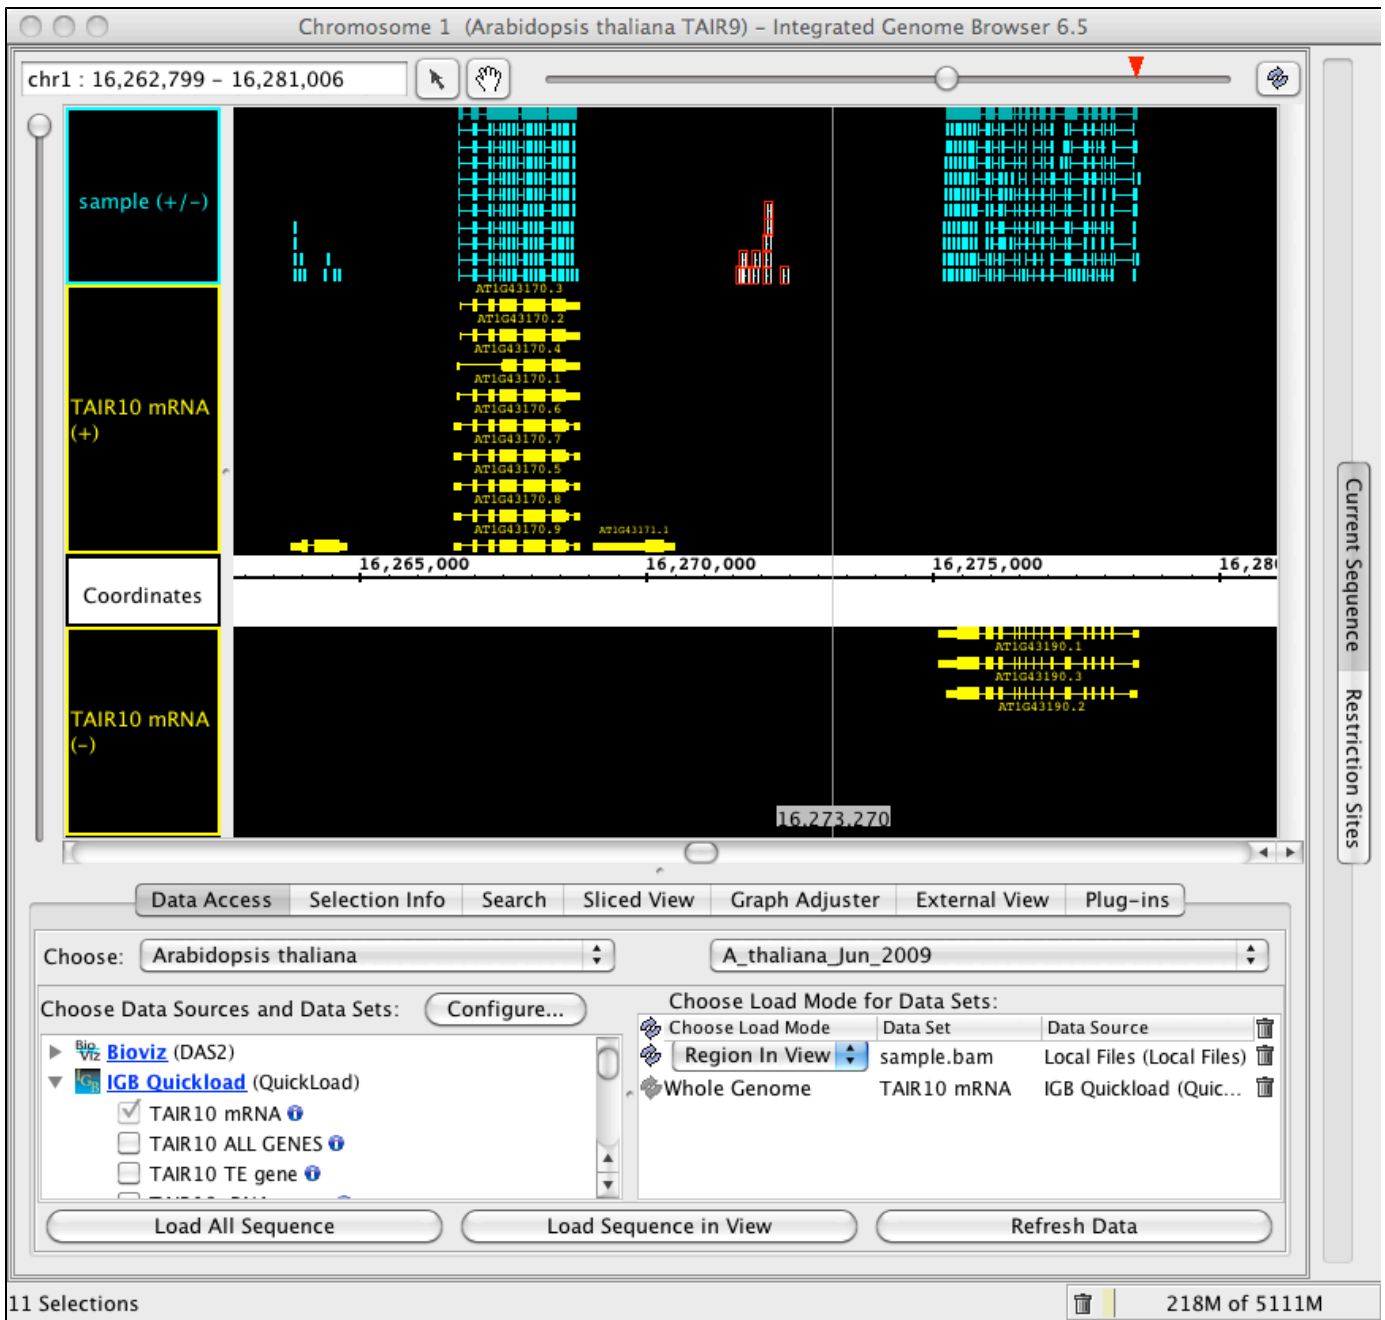 Chromosome 1 (Arabidopsis thaliana TAIR9) – Integrated Genome Browser 6.5
chr1 : 16,262,799 – 16,281,006
sample (+/-)
AT1G43170.3
AT1G43170.2
AT1G43170.4
AT1G43170.1
TAIR10 mRNA
(+)
AT1G43170.6
AT1G43170.7
AT1G43170.5
AT1G43170.8
AT1G43170.9 AT1G43171.1
16,265,000 16,270,000 16,275,000 16,280
Coordinates
AT1G43190.1
AT1G43190.3
AT1G43190.2
TAIR10 mRNA
(-)
16,273,270
Current Sequence
Restriction Sites
Data Access Selection Info Search Sliced View Graph Adjuster External View Plug-ins
Choose: Arabidopsis thaliana A_thaliana_Jun_2009
Choose Data Sources and Data Sets: Configure... Choose Load Mode for Data Sets:
Choose Load Mode Data Set Data Source
Bioviz (DAS2) Region In View sample.bam Local Files (Local Files)
IGB Quickload (QuickLoad) Whole Genome TAIR10 mRNA IGB Quickload (Quic...
TAIR10 mRNA
TAIR10 ALL GENES
TAIR10 TE gene
Load All Sequence Load Sequence in View Refresh Data
11 Selections 218M of 5111M